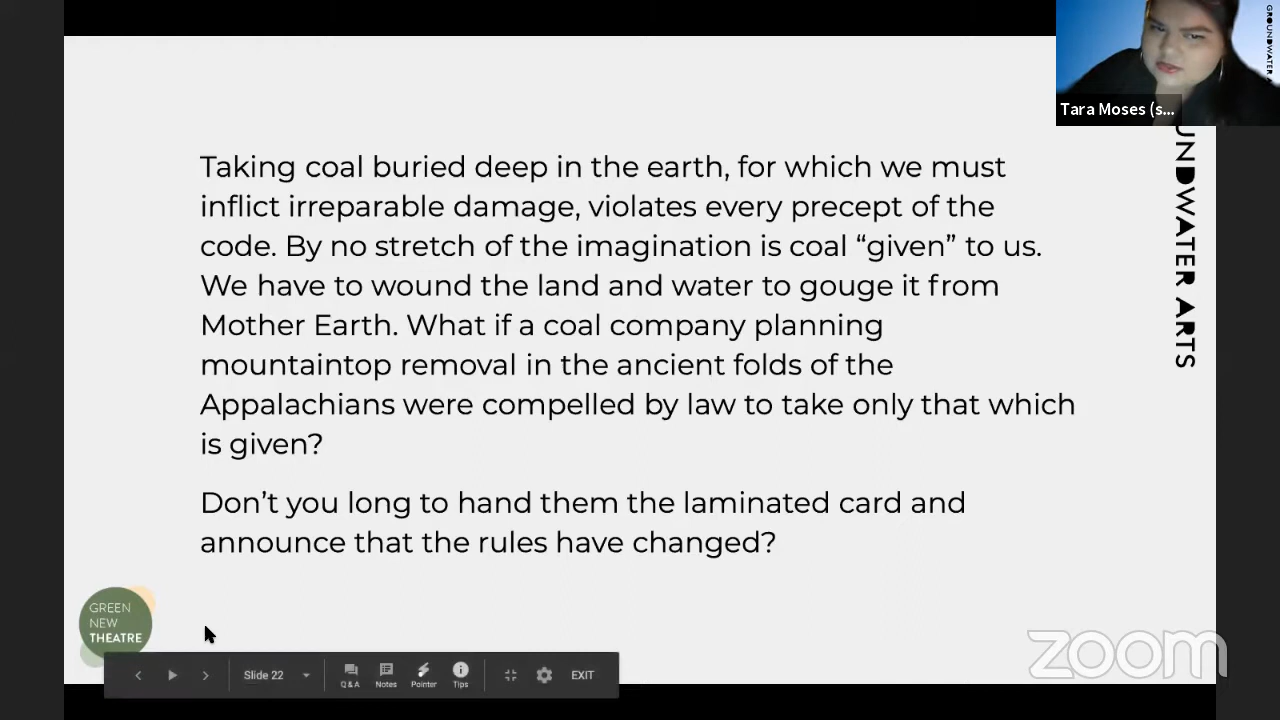 GROUNDWATER A
Tara Moses (s...
UNDWATER ARTS
Taking coal buried deep in the earth, for which we must
inflict irreparable damage, violates every precept of the
code. By no stretch of the imagination is coal “given” to us.
We have to wound the land and water to gouge it from
Mother Earth. What if a coal company planning
mountaintop removal in the ancient folds of the
Appalachians were compelled by law to take only that which
is given?
Don’t you long to hand them the laminated card and
announce that the rules have changed?
GREEN
NEW
THEATRE
Slide 22
Q&A
Notes
Pointer
Tips
EXIT
zoom